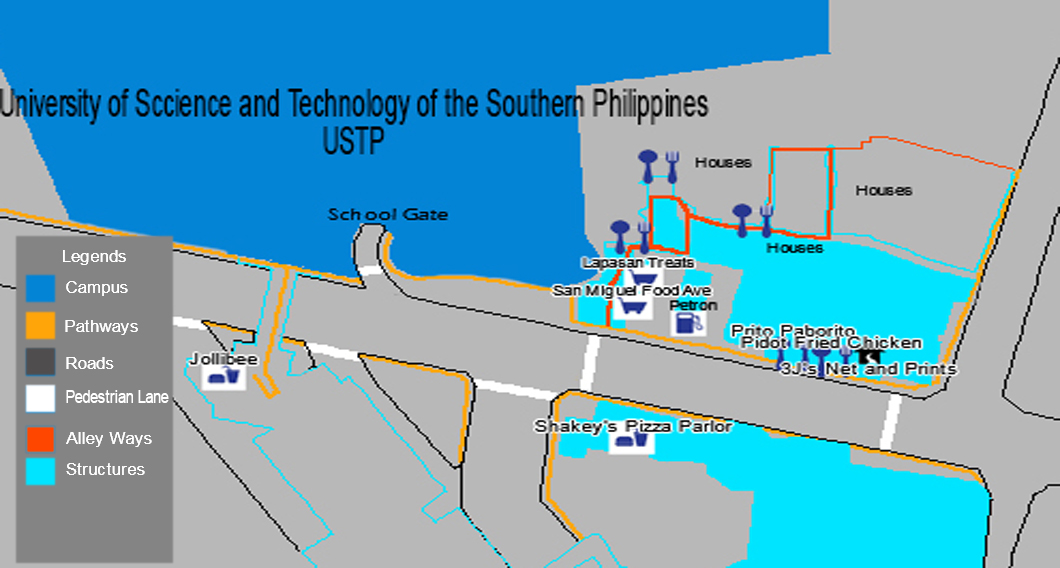 University of Sccience and Technology of the Southern Philippines
USTP
School Gate
Houses
Houses
Houses
Lapasan Treats
San Miguel Food Ave
Petron
Prito Paborito
Pidot Fried Chicken
3J's Net and Prints
Jollibee
Shakey's Pizza Parlor
Legends
Campus
Pathways
Roads
Pedestrian Lane
Alley Ways
Structures